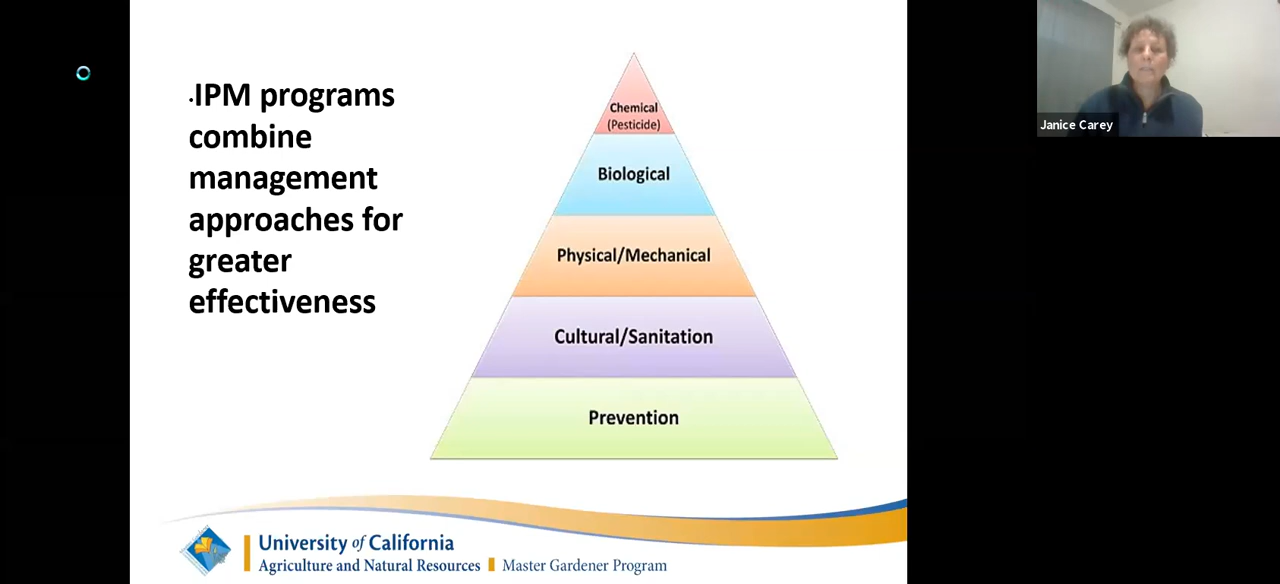 ·IPM programs
combine
management
approaches for
greater
effectiveness
Chemical
(Pesticide)
Biological
Physical/Mechanical
Cultural/Sanitation
Prevention
Janice Carey
University of California
Agriculture and Natural Resources Master Gardener Program